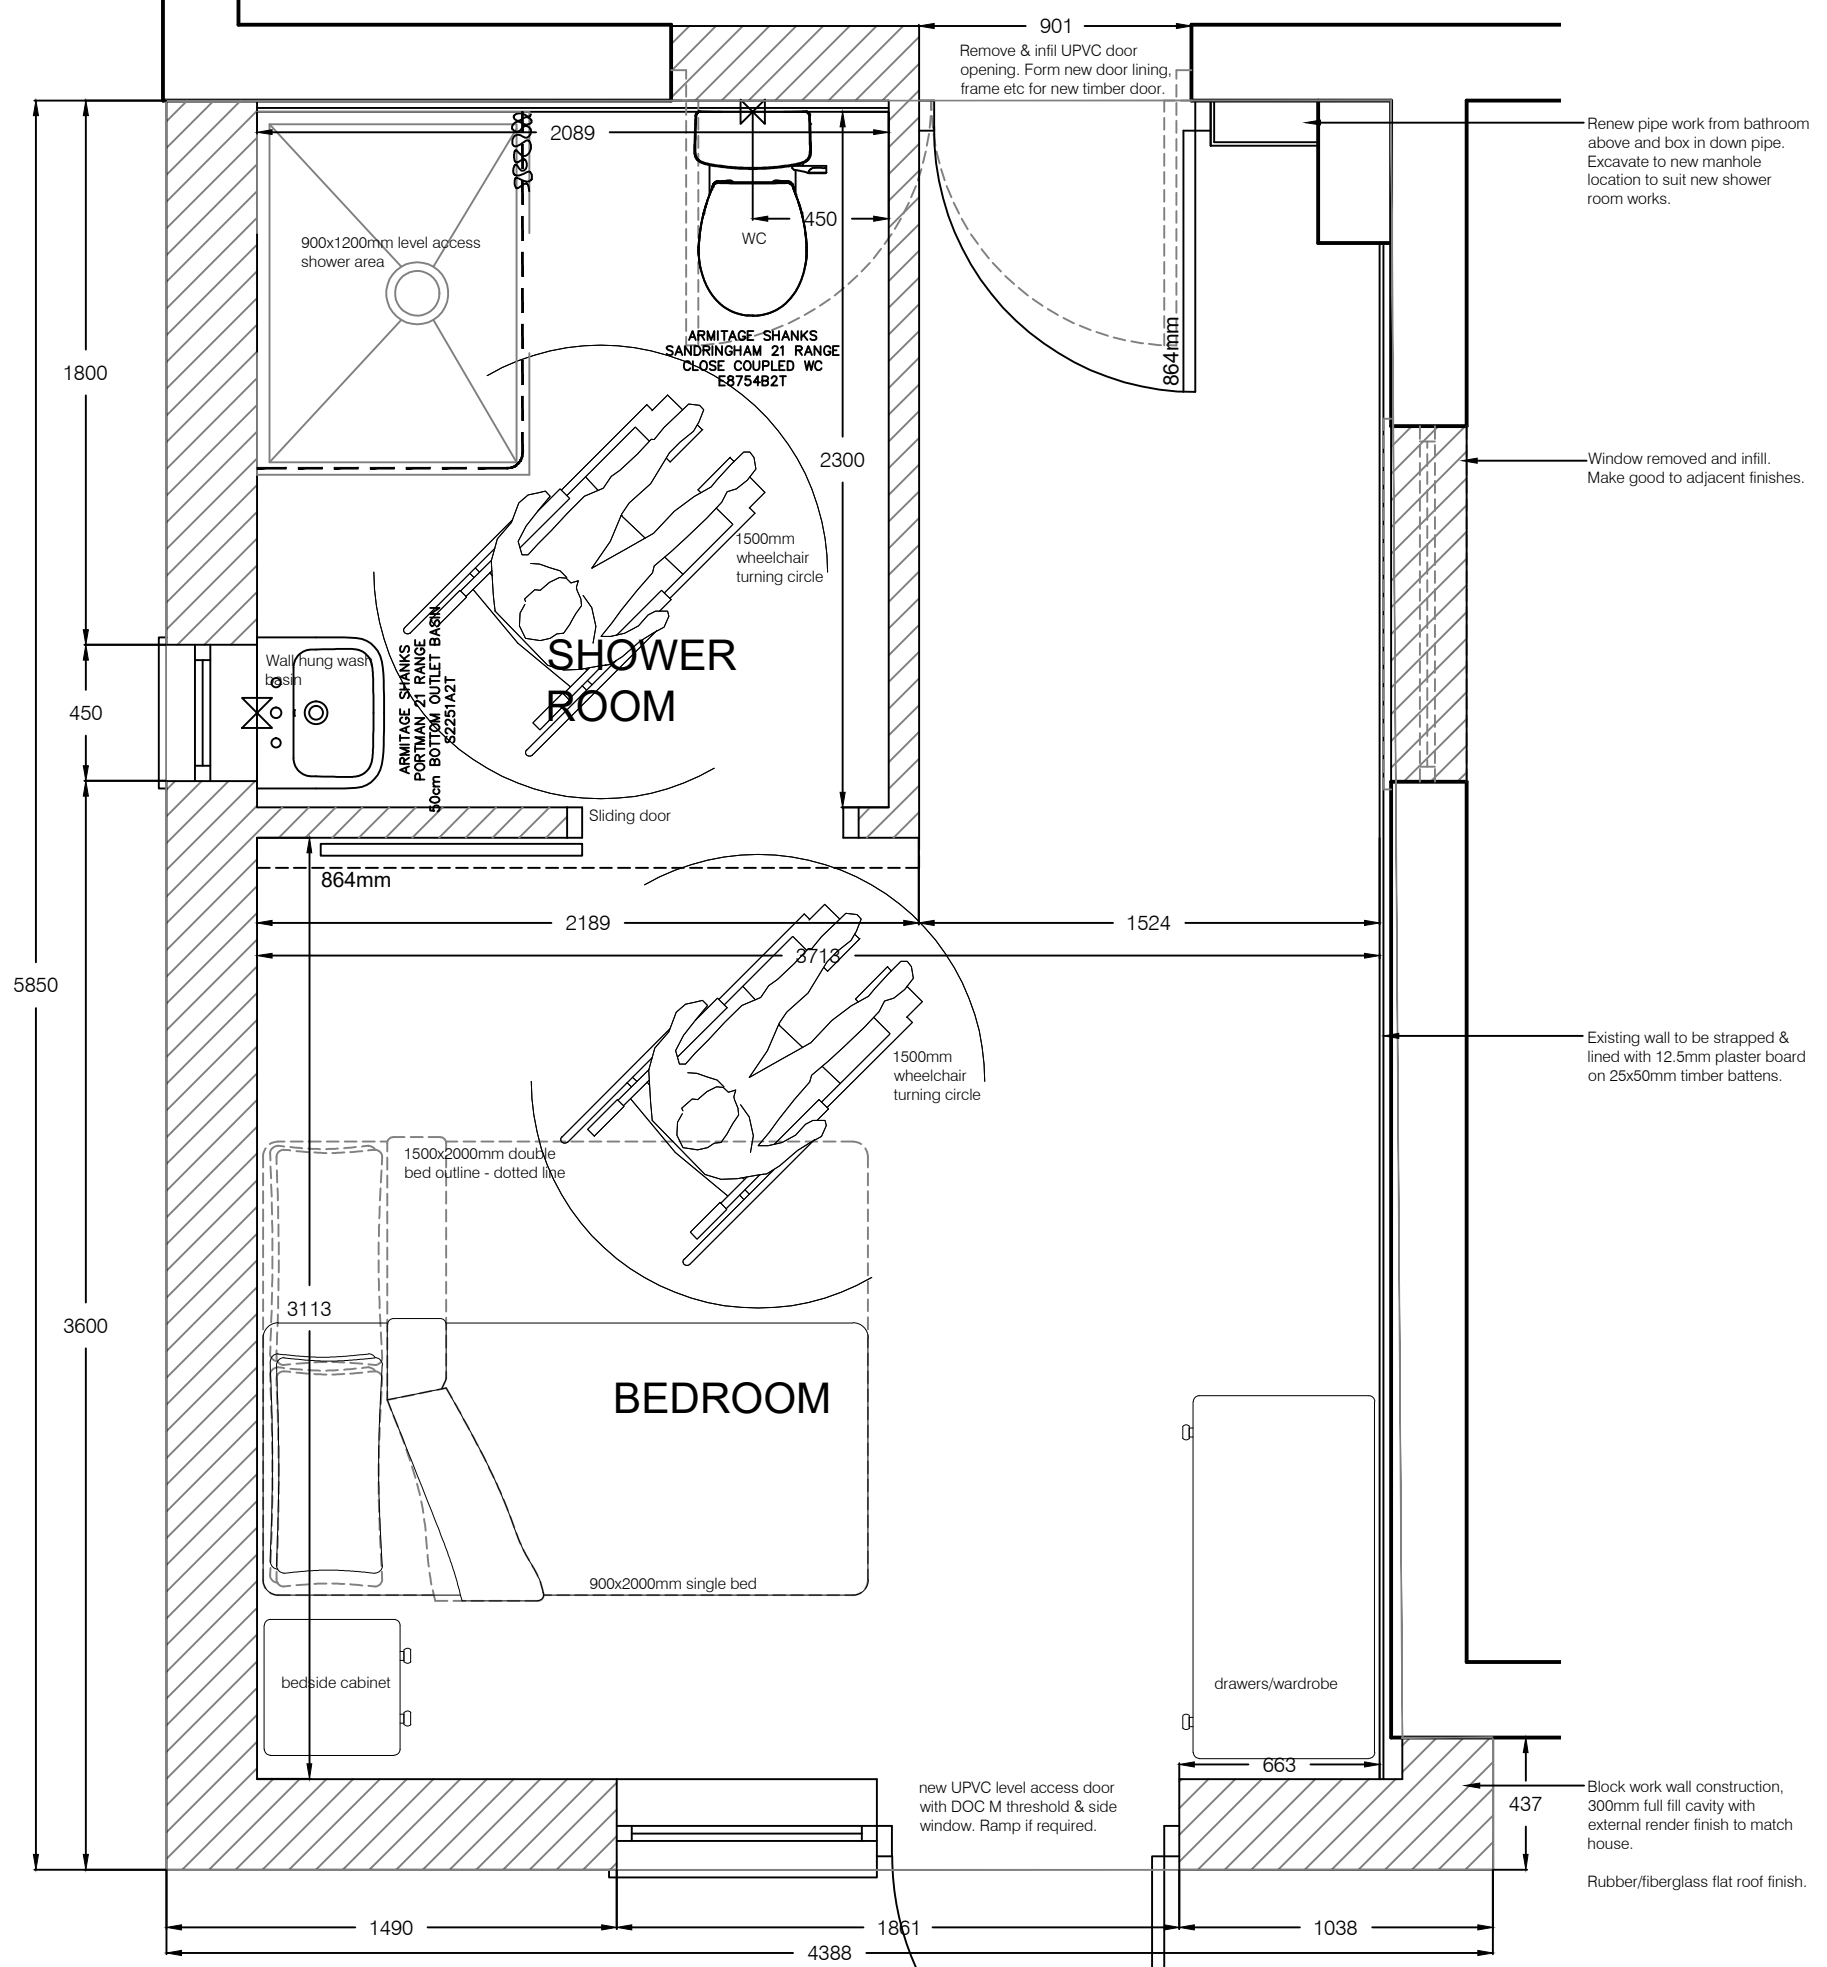 901
Remove & infil UPVC door
opening. Form new door lining,
frame etc for new timber door.
Renew pipe work from bathroom
above and box in down pipe.
Excavate to new manhole
location to suit new shower
room works.
2089
450
WC
900x1200mm level access
shower area
ARMITAGE SHANKS
SANDRINGHAM 21 RANGE
CLOSE COUPLED WC
E8754B2T
864mm
1800
2300
Window removed and infill.
Make good to adjacent finishes.
1500mm
wheelchair
turning circle
SHOWER
ROOM
Wall hung wash
basin
ARMITAGE SHANKS
PORTMAN 21 RANGE
50cm BOTTOM OUTLET BASIN
S2251A2T
450
Sliding door
864mm
2189
1524
3713
5850
Existing wall to be strapped &
lined with 12.5mm plaster board
on 25x50mm timber battens.
1500mm
wheelchair
turning circle
1500x2000mm double
bed outline - dotted line
3113
3600
BEDROOM
900x2000mm single bed
bedside cabinet
drawers/wardrobe
663
new UPVC level access door
with DOC M threshold & side
window. Ramp if required.
437
Block work wall construction,
300mm full fill cavity with
external render finish to match
house.
Rubber/fiberglass flat roof finish.
1490
1861
1038
4388